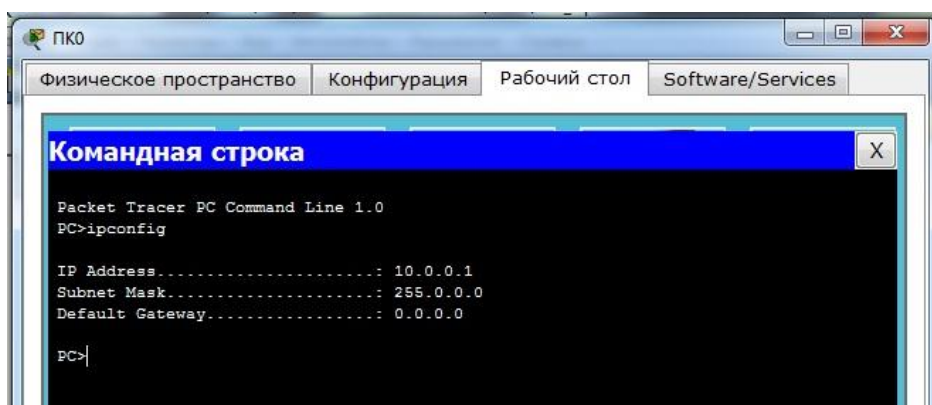 ПК0
Физическое пространство Конфигурация Рабочий стол Software/Services
Командная строка X
Packet Tracer PC Command Line 1.0
PC>ipconfig
IP Address......................: 10.0.0.1
Subnet Mask.....................: 255.0.0.0
Default Gateway.................: 0.0.0.0
PC>